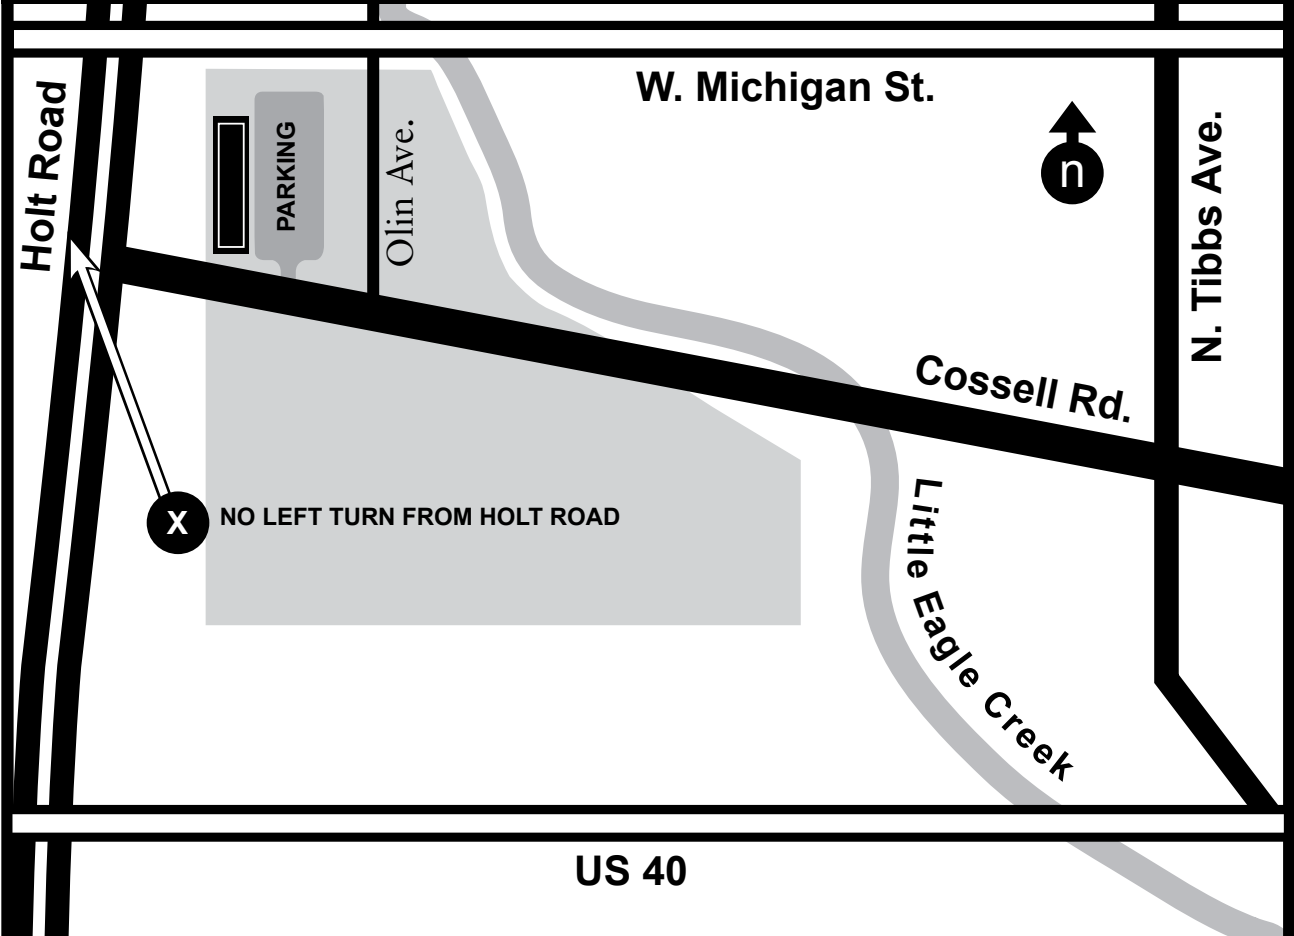 W. Michigan St.
Holt Road
PARKING
Olin Ave.
n
N. Tibbs Ave.
Cossell Rd.
X
NO LEFT TURN FROM HOLT ROAD
Little Eagle Creek
US 40